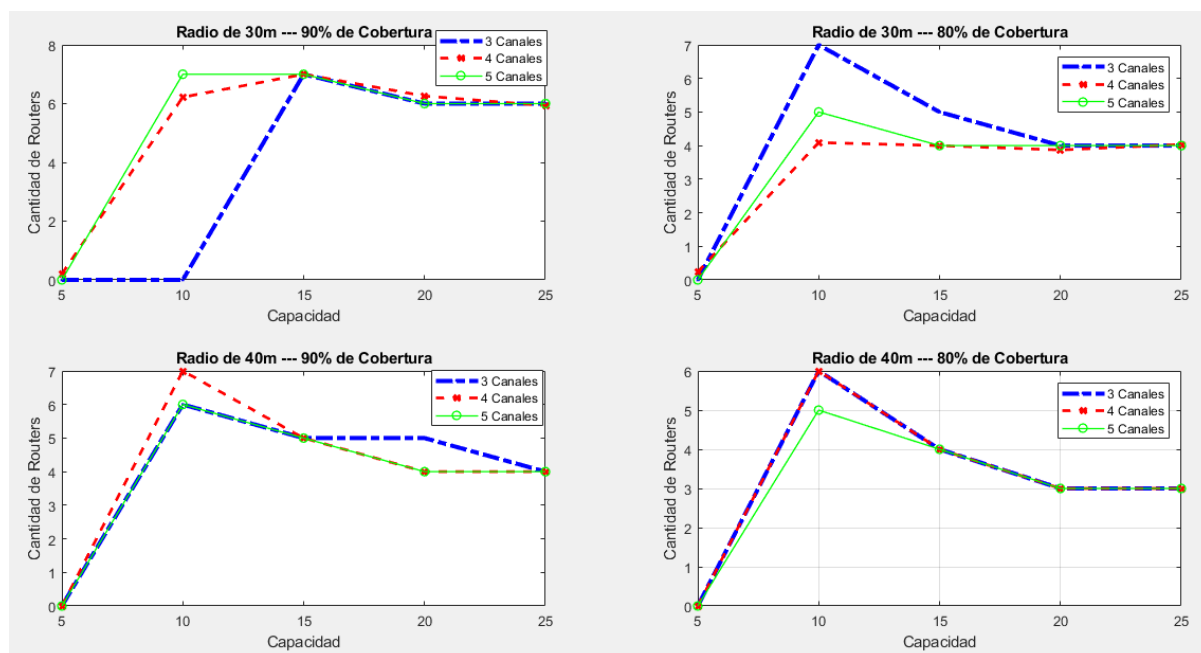 Radio de 30m --- 90% de Cobertura
8
6
4
2
0
Cantidad de Routers
5 10 15 20 25
Capacidad
3 Canales
4 Canales
5 Canales
Radio de 30m --- 80% de Cobertura
7
6
5
4
3
2
1
0
Cantidad de Routers
5 10 15 20 25
Capacidad
3 Canales
4 Canales
5 Canales
Radio de 40m --- 90% de Cobertura
7
6
5
4
3
2
1
0
Cantidad de Routers
5 10 15 20 25
Capacidad
3 Canales
4 Canales
5 Canales
Radio de 40m --- 80% de Cobertura
6
5
4
3
2
1
0
Cantidad de Routers
5 10 15 20 25
Capacidad
3 Canales
4 Canales
5 Canales